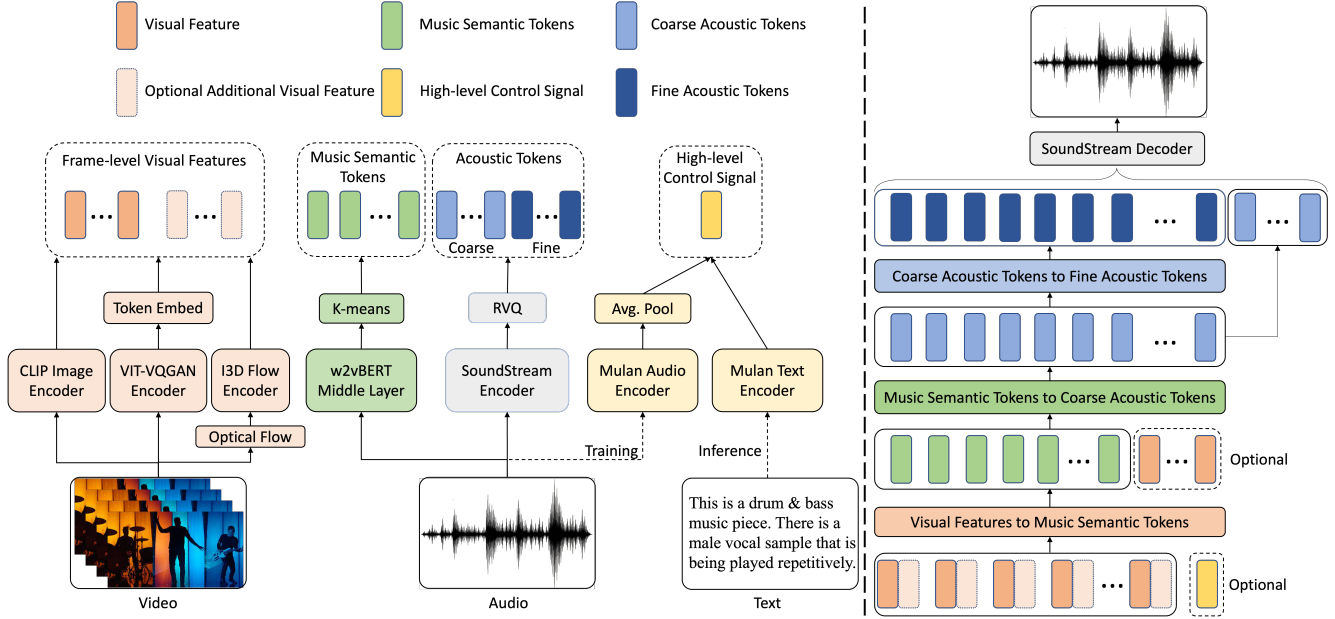 Visual Feature
Music Semantic Tokens
Coarse Acoustic Tokens
Optional Additional Visual Feature
High-level Control Signal
Fine Acoustic Tokens
Frame-level Visual Features
Music Semantic
Tokens
Acoustic Tokens
Coarse
Fine
High-level
Control Signal
Token Embed
K-means
RVQ
Avg. Pool
CLIP Image
Encoder
VIT-VQGAN
Encoder
I3D Flow
Encoder
w2vBERT
Middle Layer
SoundStream
Encoder
Mulan Audio
Encoder
Mulan Text
Encoder
Optical Flow
Training
Inference
This is a drum & bass
music piece. There is a
male vocal sample that is
being played repetitively.
Video
Audio
Text
SoundStream Decoder
Coarse Acoustic Tokens to Fine Acoustic Tokens
Music Semantic Tokens to Coarse Acoustic Tokens
Optional
Visual Features to Music Semantic Tokens
Optional